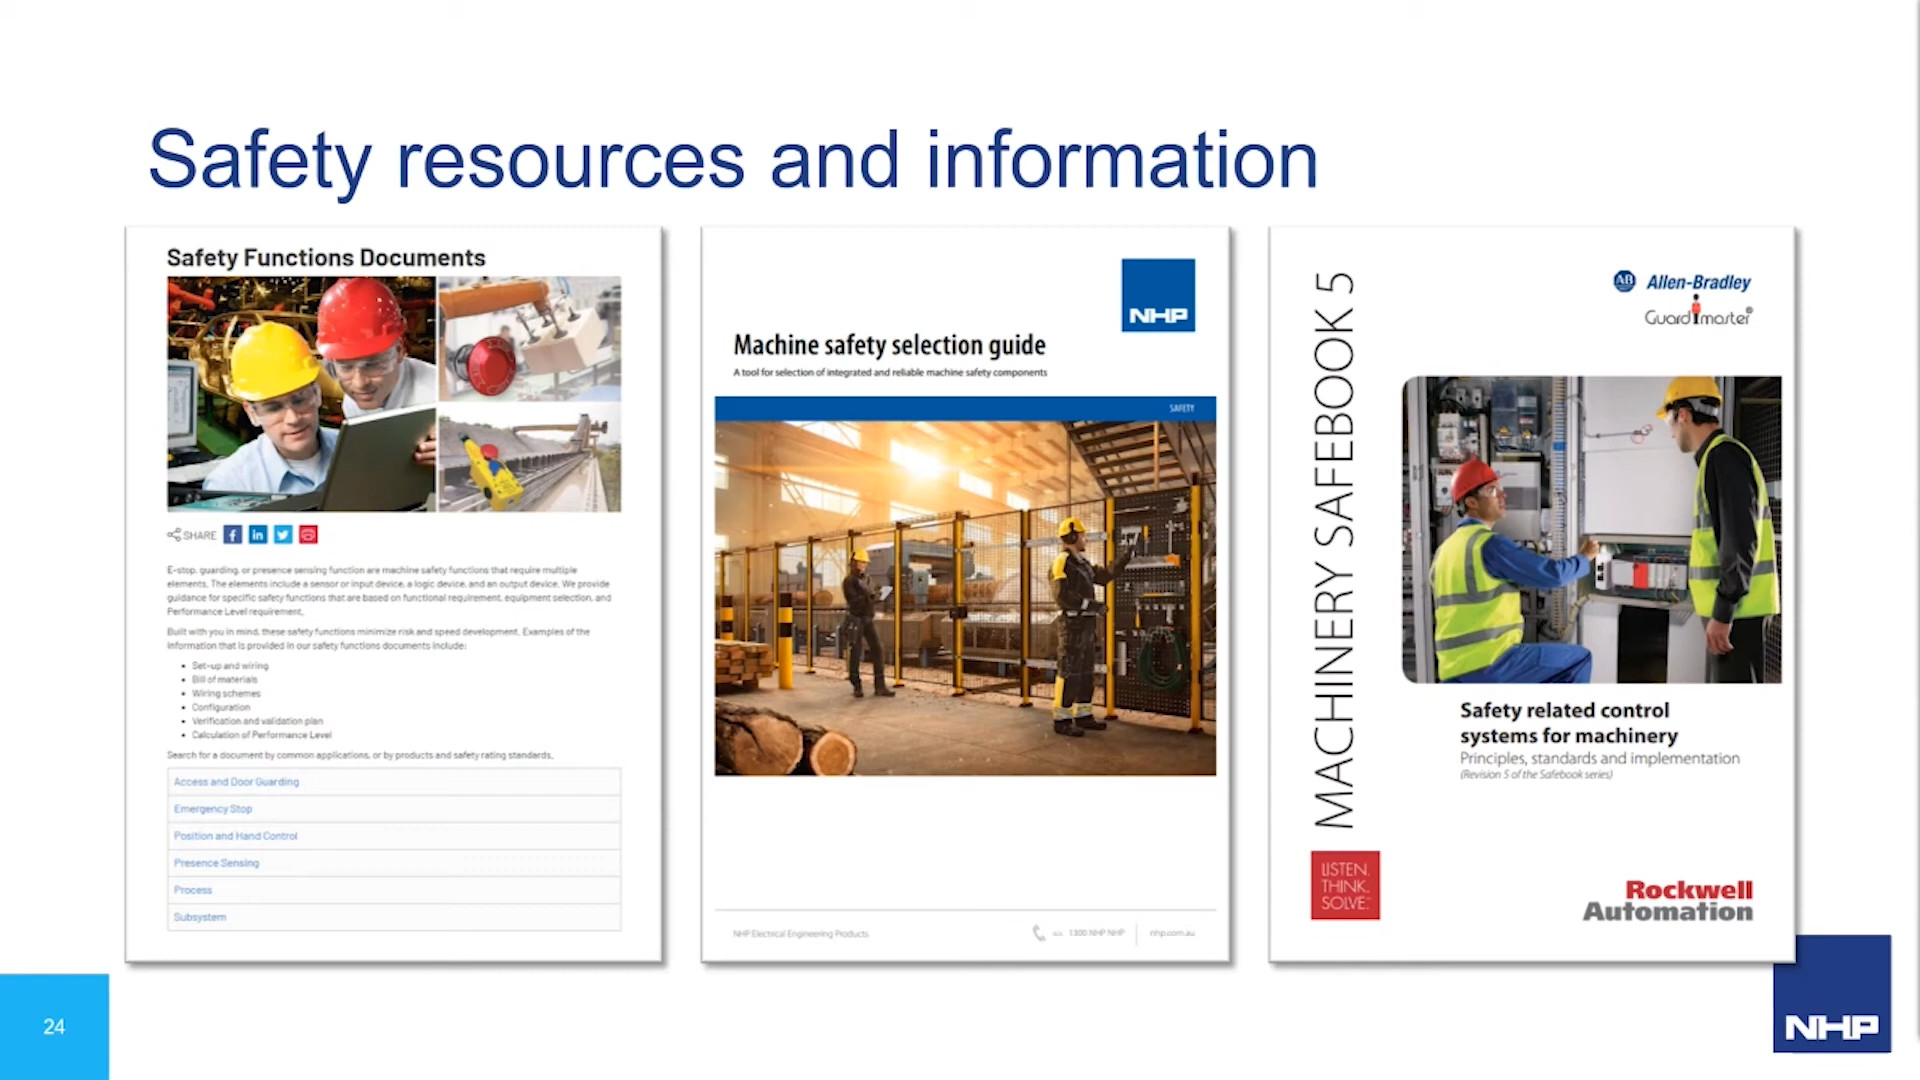 Safety resources and information
Safety Functions Documents
SHARE
E-stop, guarding, or presence sensing function are machine safety functions that require multiple
elements. The elements include a sensor or input device, a logic device, and an output device. We provide
guidance for specific safety functions that are based on functional requirement, equipment selection, and
Performance Level requirement.
Built with you in mind, these safety functions minimize risk and speed development. Examples of the
information that is provided in our safety functions documents include:
• Set-up and wiring
• Bill of materials
• Wiring schemes
• Configuration
• Verification and validation plan
• Calculation of Performance Level
Search for a document by common applications, or by products and safety rating standards.
Access and Door Guarding
Emergency Stop
Position and Hand Control
Presence Sensing
Process
Subsystem
NHP
Machine safety selection guide
A tool for selection of integrated and reliable machine safety components
SAFETY
NHP Electrical Engineering Products
1300 NHP NHP
nhp.com.au
MACHINERY SAFEBOOK 5
AB Allen-Bradley
Guardmaster®
Safety related control
systems for machinery
Principles, standards and implementation
(Revision 5 of the Safebook series)
LISTEN.
THINK.
SOLVE.
Rockwell
Automation
24
NHP